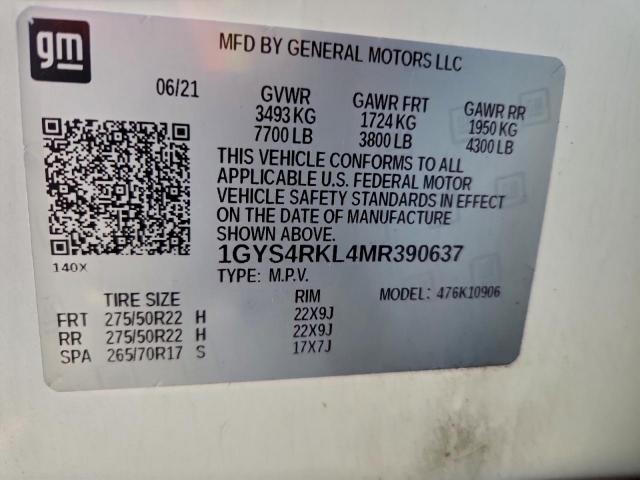 gm
MFD BY GENERAL MOTORS LLC
06/21
GVWR GAWR FRT GAWR RR
3493 KG 1724 KG 1950 KG
7700 LB 3800 LB 4300 LB
THIS VEHICLE CONFORMS TO ALL
APPLICABLE U.S. FEDERAL MOTOR
VEHICLE SAFETY STANDARDS IN EFFECT
ON THE DATE OF MANUFACTURE
SHOWN ABOVE.
1GYS4RKL4MR390637
140X
TYPE: M.P.V. MODEL: 476K10906
TIRE SIZE RIM
FRT 275/50R22 H 22X9J
RR 275/50R22 H 22X9J
SPA 265/70R17 S 17X7J